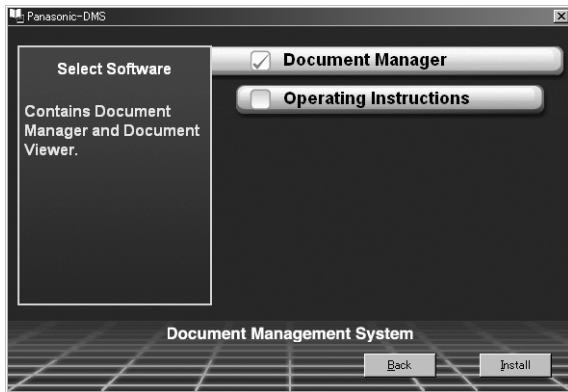 Panasonic-DMS
Select Software
Contains Document
Manager and Document
Viewer.
Document Manager
Operating Instructions
Document Management System
Back
Install